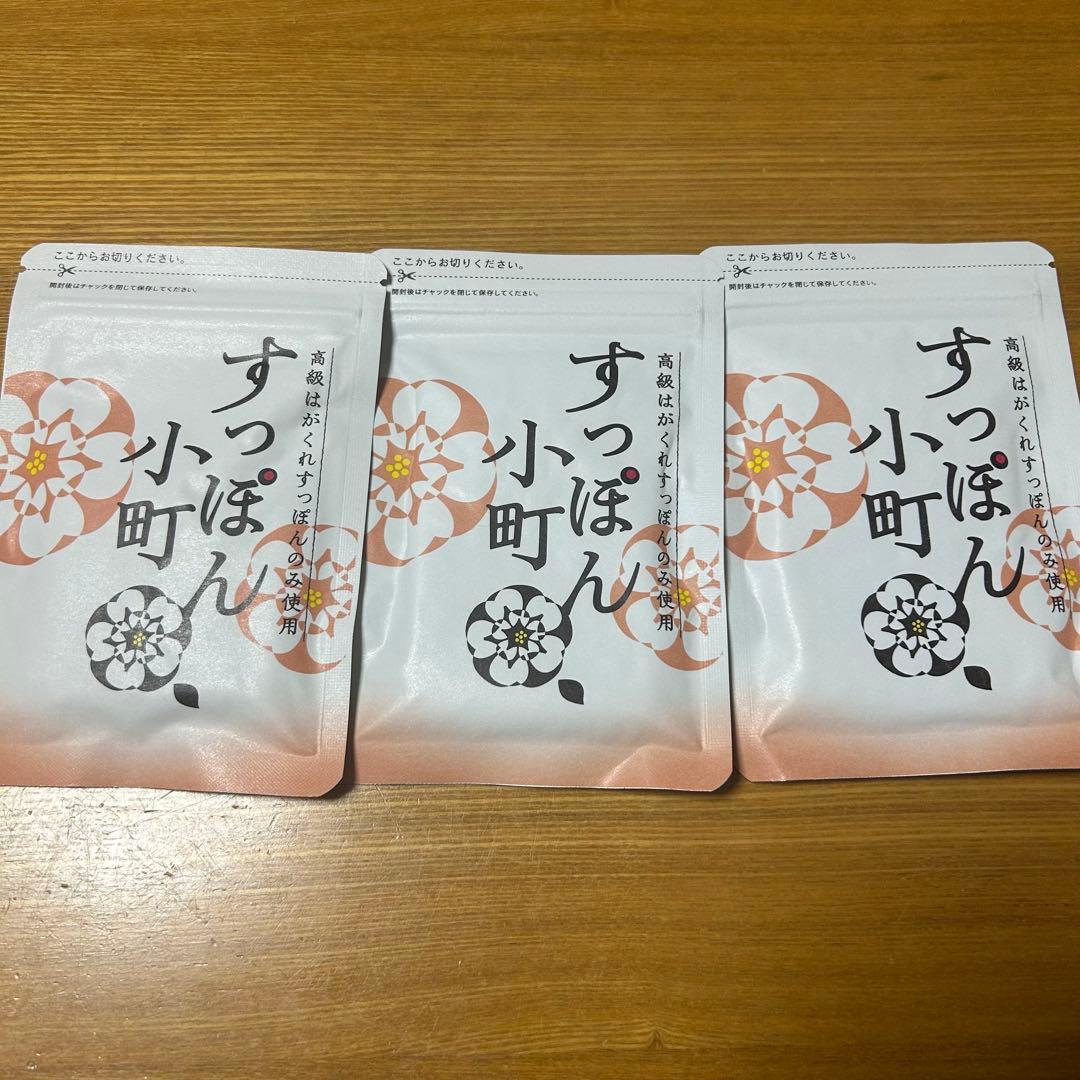 ここからお切りください。
開封後はチャックを閉じて保存してください。
高級はがくれすっぽんのみ使用
すっぽん
小町
ここからお切りください。
開封後はチャックを閉じて保存してください。
高級はがくれすっぽんのみ使用
すっぽん
小町
ここからお切りください。
開封後はチャックを閉じて保存してください。
高級はがくれすっぽんのみ使用
すっぽん
小町